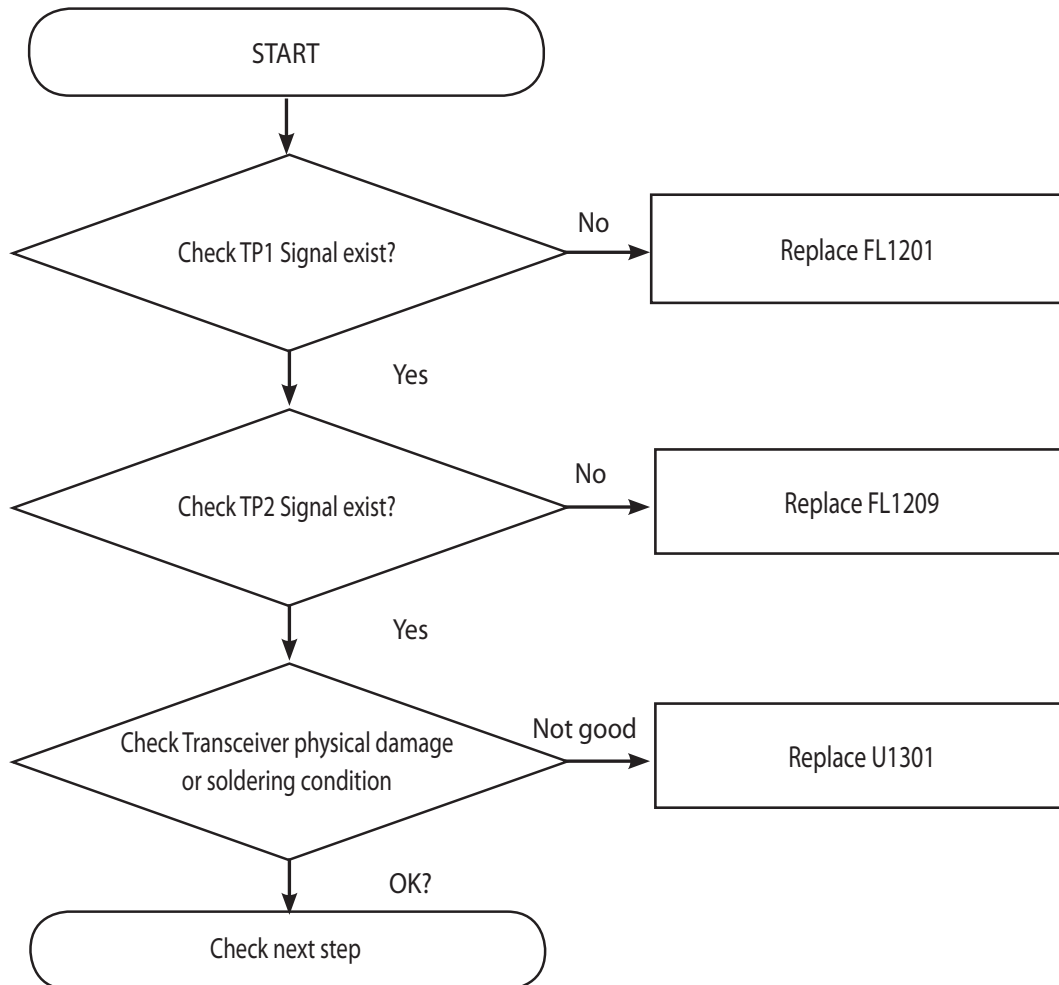 START
Check TP1 Signal exist?
No
Replace FL1201
Yes
Check TP2 Signal exist?
No
Replace FL1209
Yes
Check Transceiver physical damage
or soldering condition
Not good
Replace U1301
OK?
Check next step